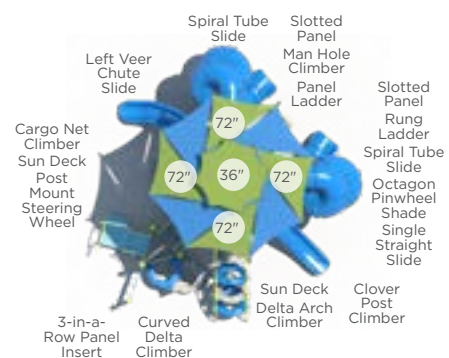 Spiral Tube
Slide
Slotted
Panel
Man Hole
Climber
Panel
Ladder
Left Veer
Chute
Slide
Slotted
Panel
Rung
Ladder
Spiral Tube
Slide
Octagon
Pinwheel
Shade
Single
Straight
Slide
Cargo Net
Climber
Sun Deck
Post
Mount
Steering
Wheel
72"
72"
36"
72"
72"
Sun Deck
Delta Arch
Climber
Clover
Post
Climber
3-in-a-
Row Panel
Insert
Curved
Delta
Climber